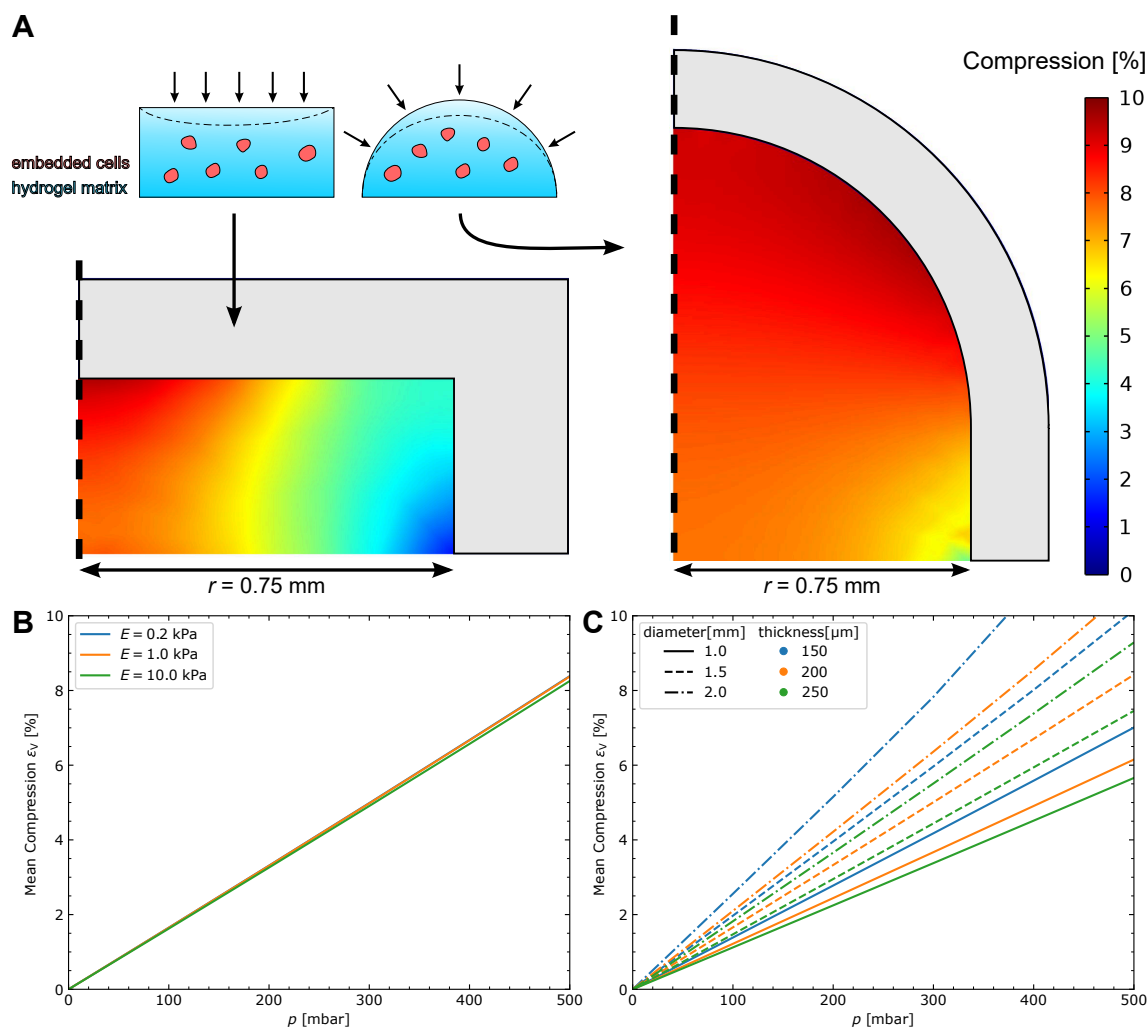 A
embedded cells
hydrogel matrix
r = 0.75 mm
r = 0.75 mm
Compression [%]
10
9
8
7
6
5
4
3
2
1
0
B
E = 0.2 kPa
E = 1.0 kPa
E = 10.0 kPa
Mean Compression εV [%]
10
8
6
4
2
0
0 100 200 300 400 500
p [mbar]
C
diameter[mm] thickness[μm]
1.0 150
1.5 200
2.0 250
Mean Compression εV [%]
10
8
6
4
2
0
0 100 200 300 400 500
p [mbar]